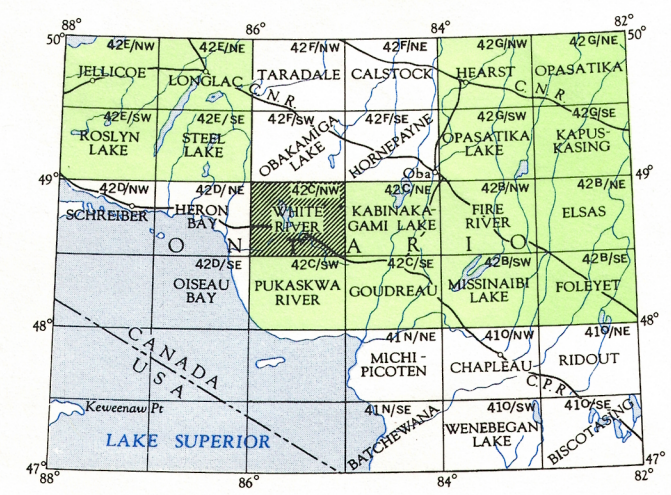 88°
86°
84°
82°
50°
42E/NW
42E/NE
42F/NW
42F/NE
42G/NW
42G/NE
50°
JELLICOE
LONGLAC
TARADALE
CALSTOCK
HEARST
OPASATIKA
C.N.R.
C.N.R.
42E/SW
42E/SE
42F/SW
42F/SE
42G/SW
42G/SE
ROSLYN
LAKE
STEEL
LAKE
OBAKAMIGA
LAKE
HORNEPAYNE
OPASATIKA
LAKE
KAPUS-
KASING
Oba
49°
49°
42D/NW
42D/NE
42C/NW
42C/NE
42B/NW
42B/NE
SCHREIBER
HERON
BAY
WHITE
RIVER
KABINAKA-
GAMI LAKE
FIRE
RIVER
ELSAS
ONTARIO
42D/SE
42C/SW
42C/SE
42B/SW
42B/SE
OISEAU
BAY
PUKASKWA
RIVER
GOUDREAU
MISSINAIBI
LAKE
FOLEYET
48°
48°
41N/NE
41O/NW
41O/NE
CANADA
USA
MICHI-
PICOTEN
CHAPLEAU
RIDOUT
C.P.R.
Keweenaw Pt
41N/SE
41O/SW
41O/SE
LAKE SUPERIOR
BATCHEWANA
WENEBEGAN
LAKE
BISCOTASING
47°
47°
88°
86°
84°
82°